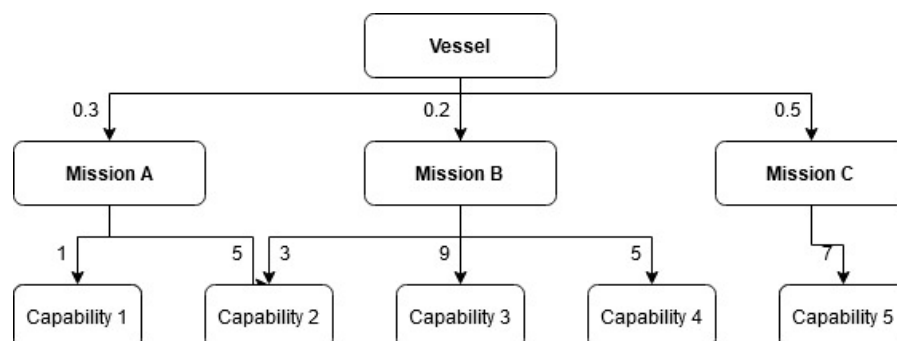 Vessel
0.3 0.2 0.5
Mission A Mission B Mission C
1 5 3 9 5 7
Capability 1 Capability 2 Capability 3 Capability 4 Capability 5